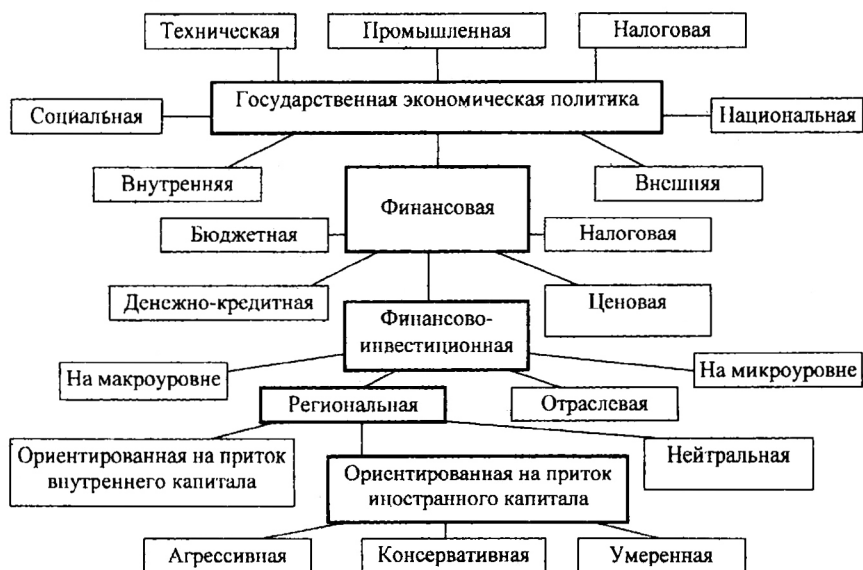 Техническая
Промышленная
Налоговая
Государственная экономическая политика
Социальная
Национальная
Внутренняя
Внешняя
Финансовая
Бюджетная
Налоговая
Денежно-кредитная
Ценовая
Финансово-
инвестиционная
На макроуровне
На микроуровне
Региональная
Отраслевая
Ориентированная на приток
внутреннего капитала
Нейтральная
Ориентированная на приток
иностранного капитала
Агрессивная
Консервативная
Умеренная